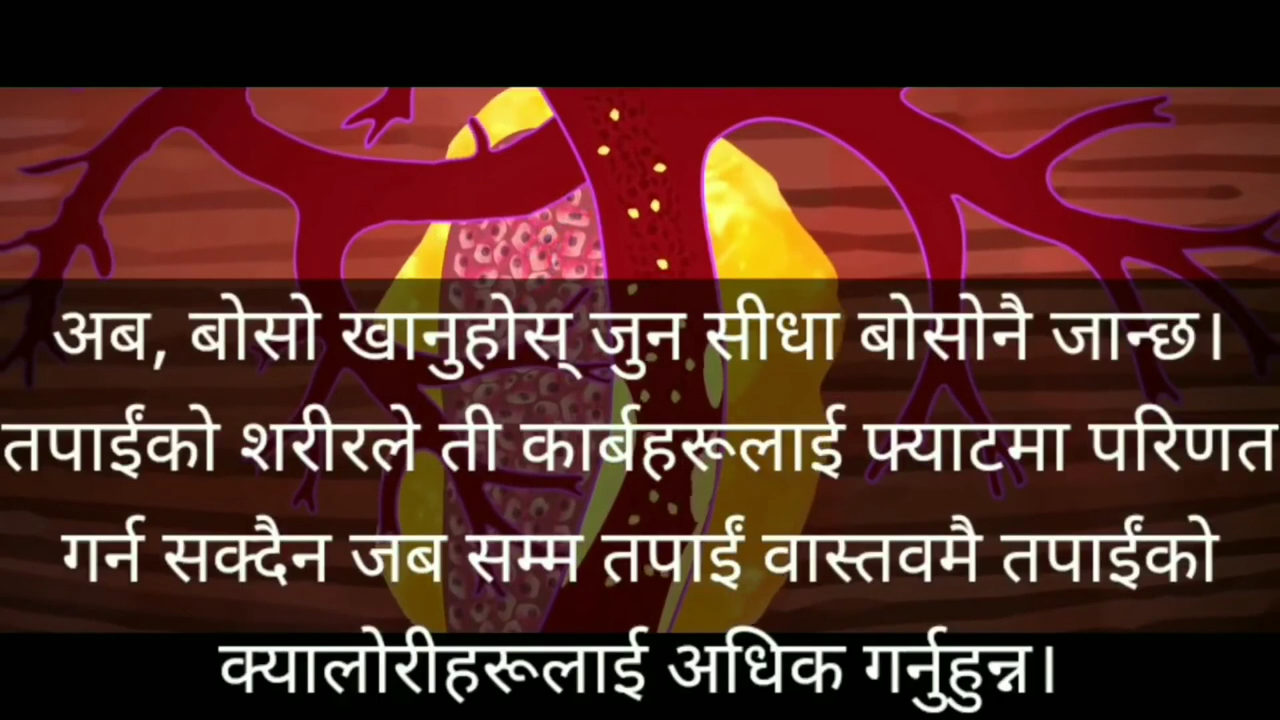 अब, बोसो खानुहोस् जुन सीधा बोसोनै जान्छ।
तपाईंको शरीरले ती कार्बहरूलाई फ्याटमा परिणत
गर्न सक्दैन जब सम्म तपाईं वास्तवमै तपाईंको
क्यालोरीहरूलाई अधिक गर्नुहुन्न।